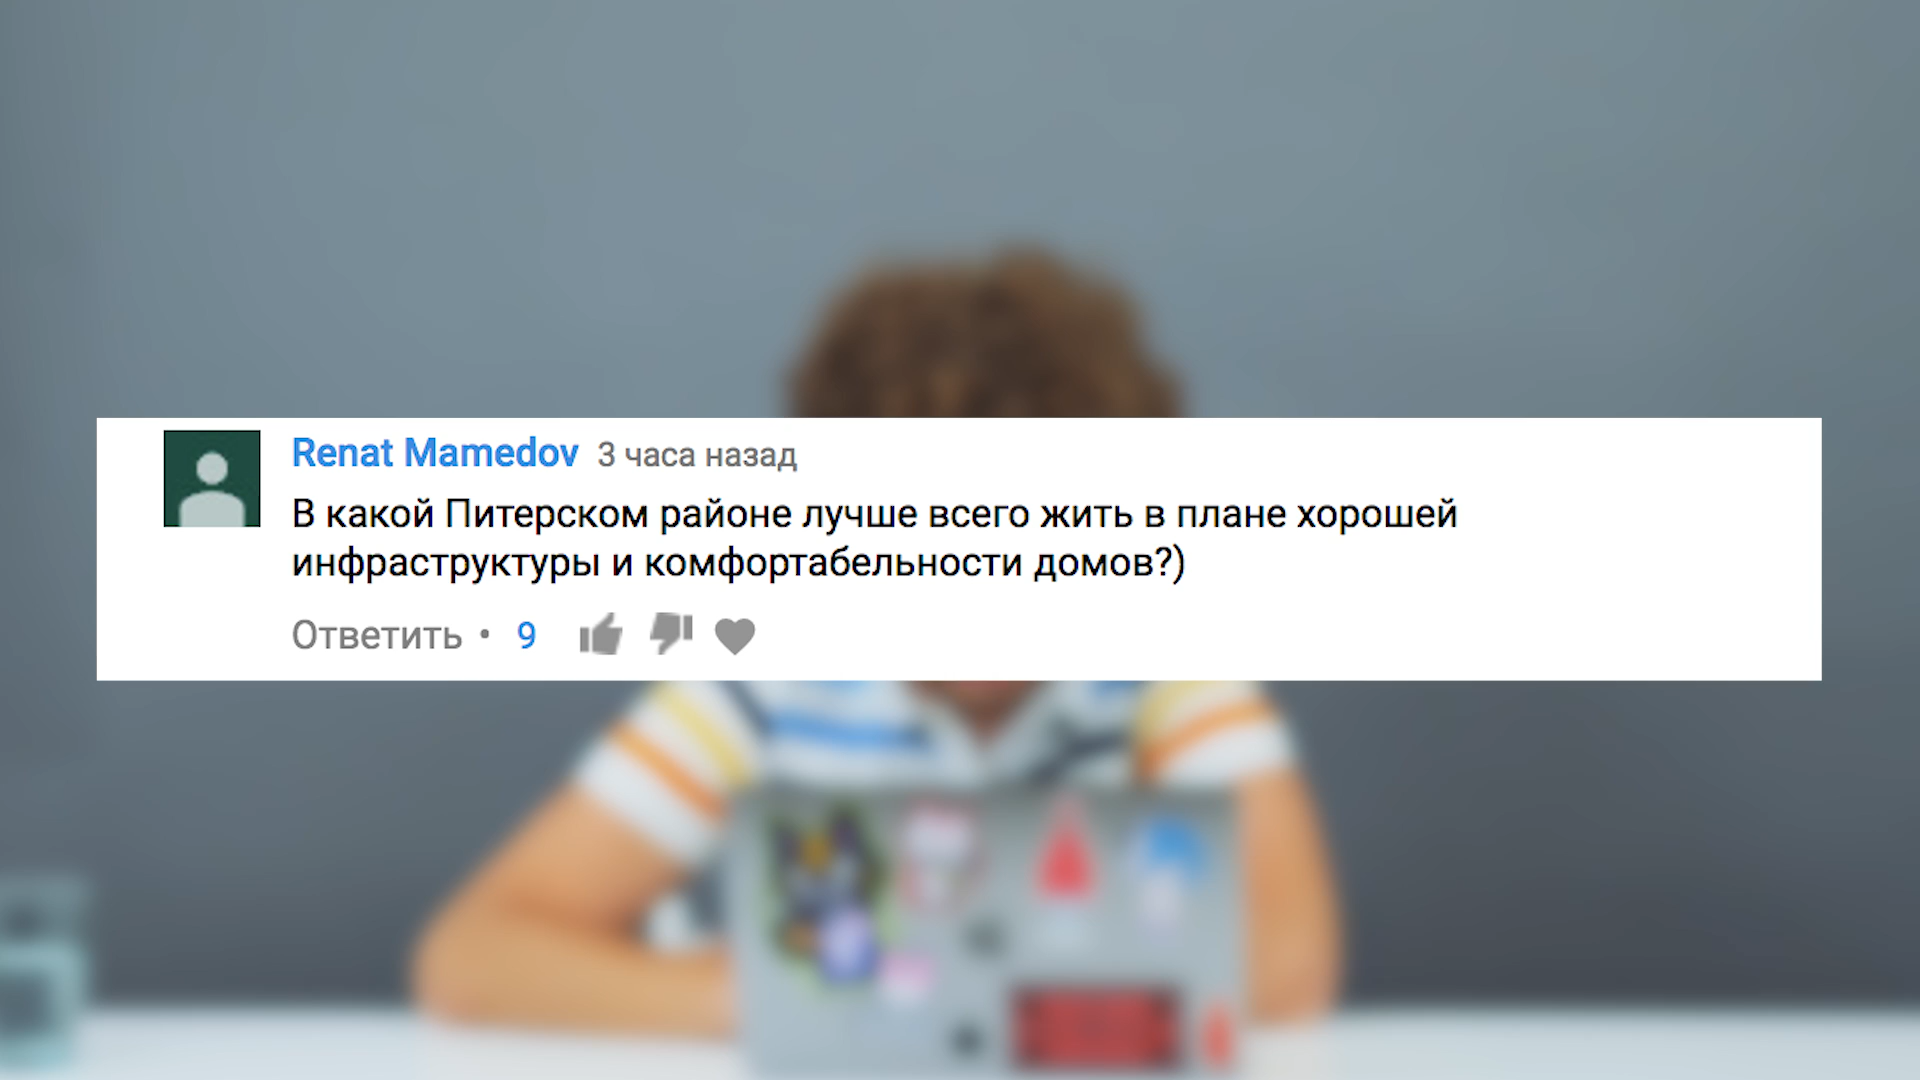 Renat Mamedov 3 часа назад
В какой Питерском районе лучше всего жить в плане хорошей
инфраструктуры и комфортабельности домов?)
Ответить • 9